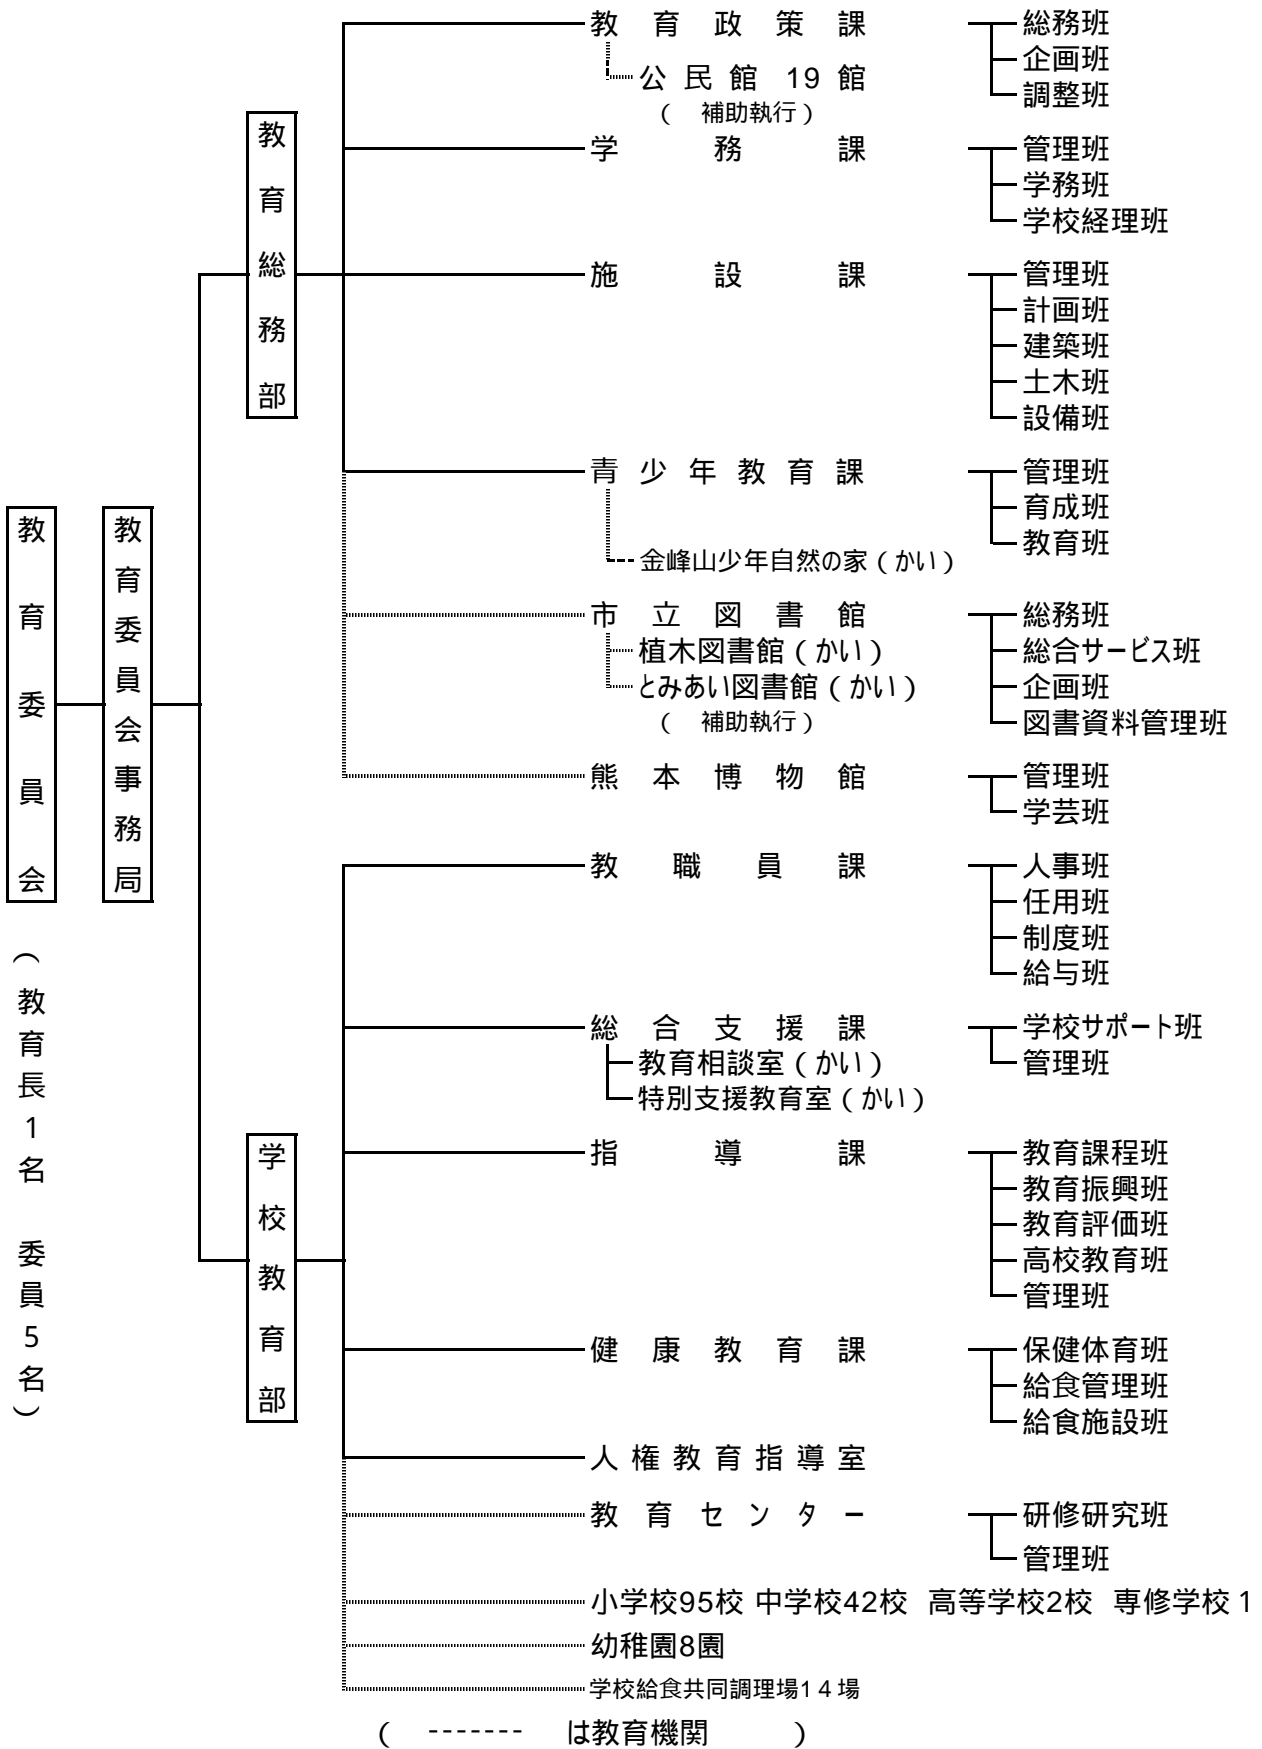 教育委員会
(教育長1名 委員5名)
教育委員会事務局
教育総務部
教育政策課
総務班
企画班
調整班
公民館 19 館
( 補助執行)
学務課
管理班
学務班
学校経理班
施設課
管理班
計画班
建築班
土木班
設備班
青少年教育課
管理班
育成班
教育班
金峰山少年自然の家(かい)
市立図書館
総務班
総合サービス班
企画班
図書資料管理班
植木図書館(かい)
とみあい図書館(かい)
( 補助執行)
熊本博物館
管理班
学芸班
学校教育部
教職員課
人事班
任用班
制度班
給与班
総合支援課
学校サポート班
管理班
教育相談室(かい)
特別支援教育室(かい)
指導課
教育課程班
教育振興班
教育評価班
高校教育班
管理班
健康教育課
保健体育班
給食管理班
給食施設班
人権教育指導室
教育センター
研修研究班
管理班
小学校95校 中学校42校 高等学校2校 専修学校1
幼稚園8園
学校給食共同調理場14場
( ------- は教育機関 )